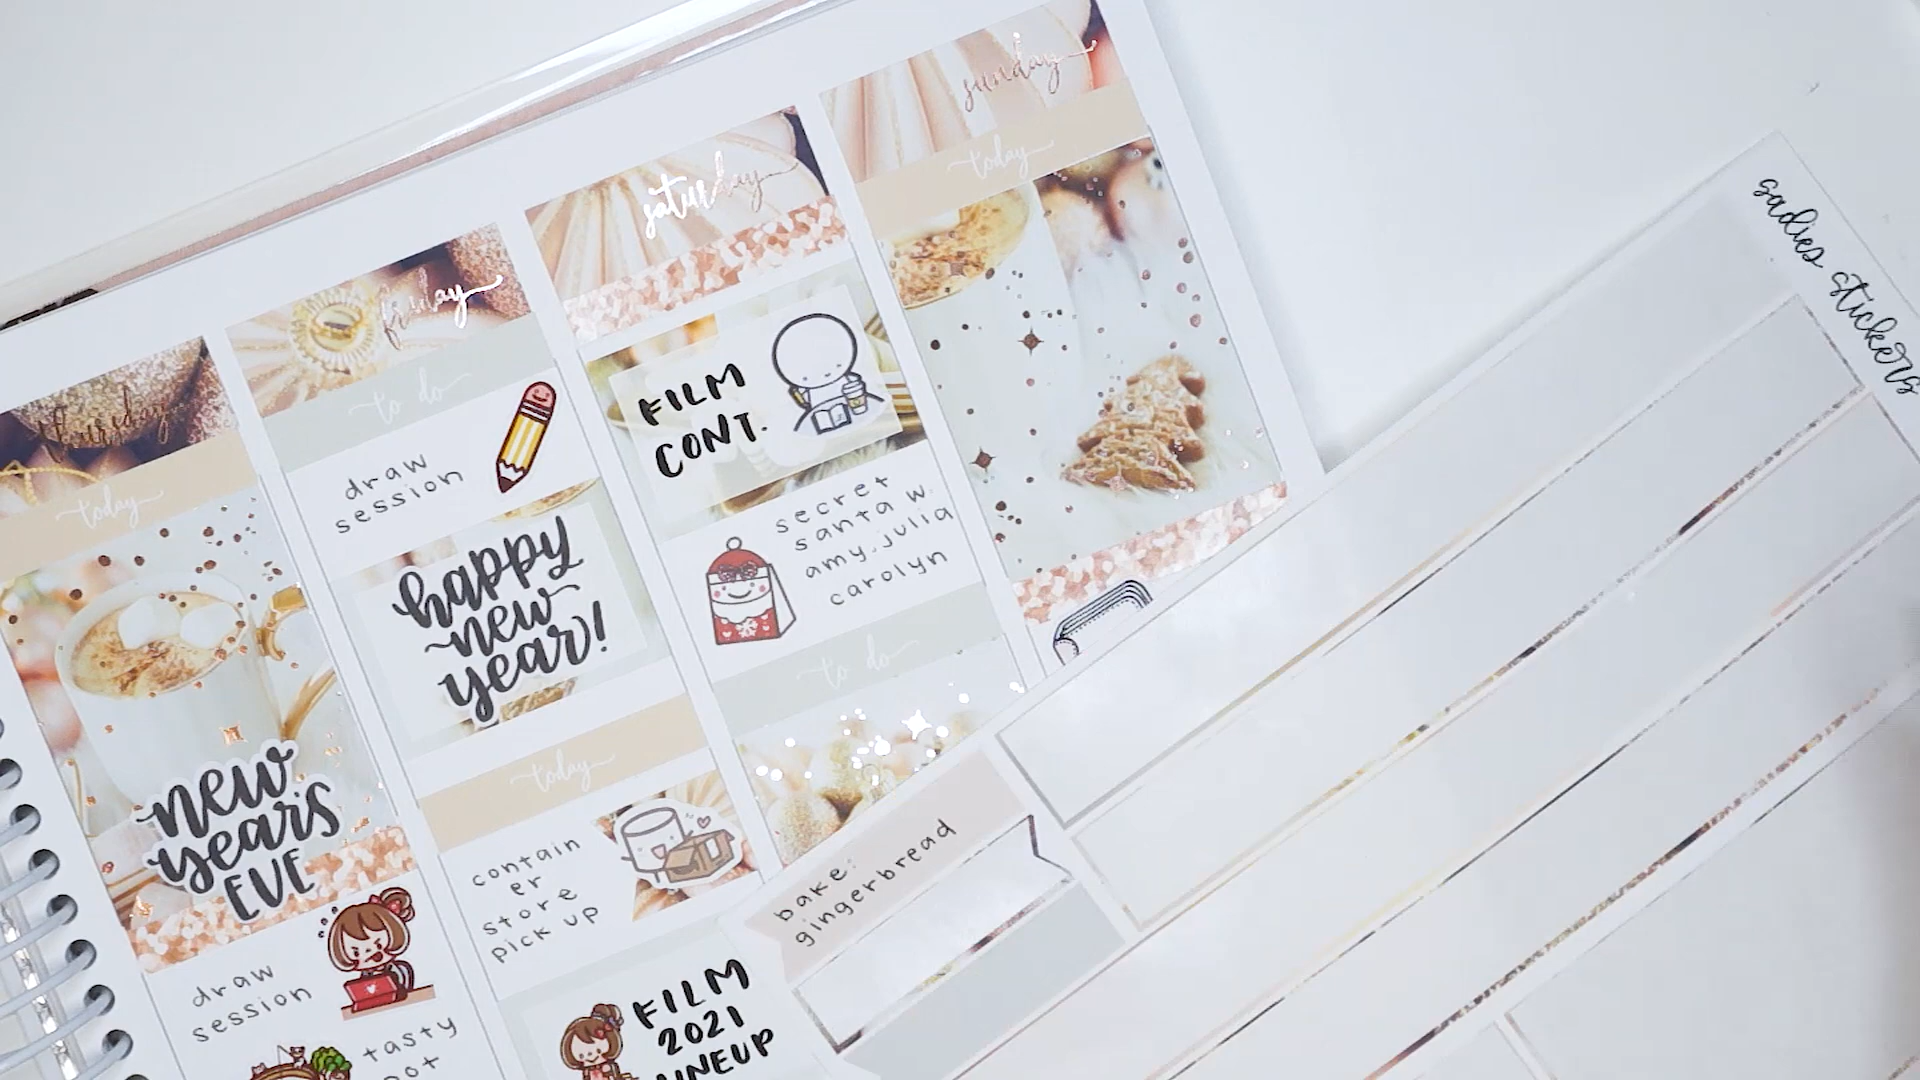 thursday
today
new
years
EVE
draw
session
tasty
friday
to do
draw
session
happy
new
year!
today
contain
er
store
pick up
FILM
2021
LINEUP
saturday
FILM
CONT.
secret
santa w.
amy, julia
carolyn
to do
sunday
today
bake:
gingerbread
sadies stickers